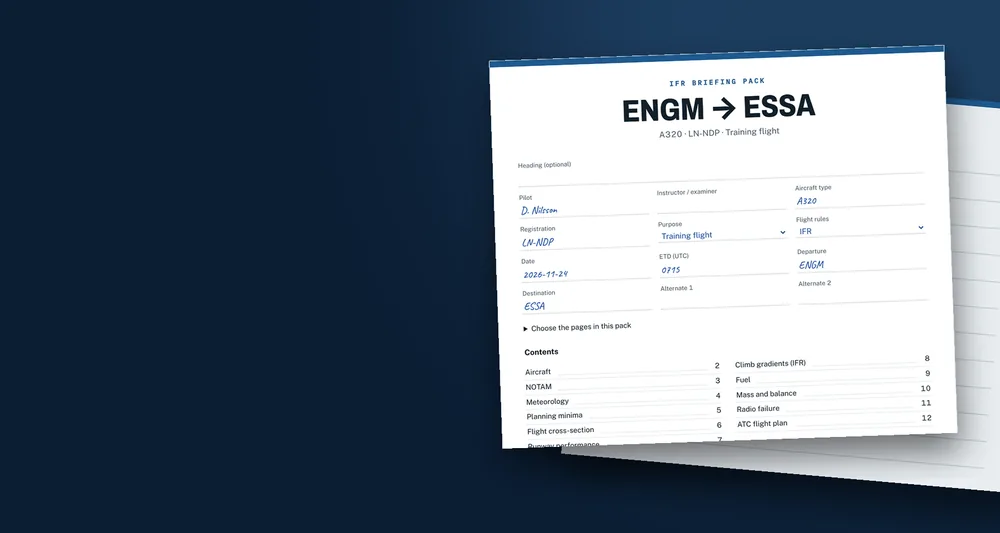 IFR BRIEFING PACK
ENGM → ESSA
A320 · LN-NDP · Training flight
Heading (optional)
Pilot
D. Nilsson
Instructor / examiner
Aircraft type
A320
Registration
LN-NDP
Purpose
Training flight
Flight rules
IFR
Date
2026-11-24
ETD (UTC)
0715
Departure
ENGM
Destination
ESSA
Alternate 1
Alternate 2
▶ Choose the pages in this pack
Contents
Aircraft 2
NOTAM 3
Meteorology 4
Planning minima 5
Flight cross-section 6
Runway performance 7
Climb gradients (IFR) 8
Fuel 9
Mass and balance 10
Radio failure 11
ATC flight plan 12